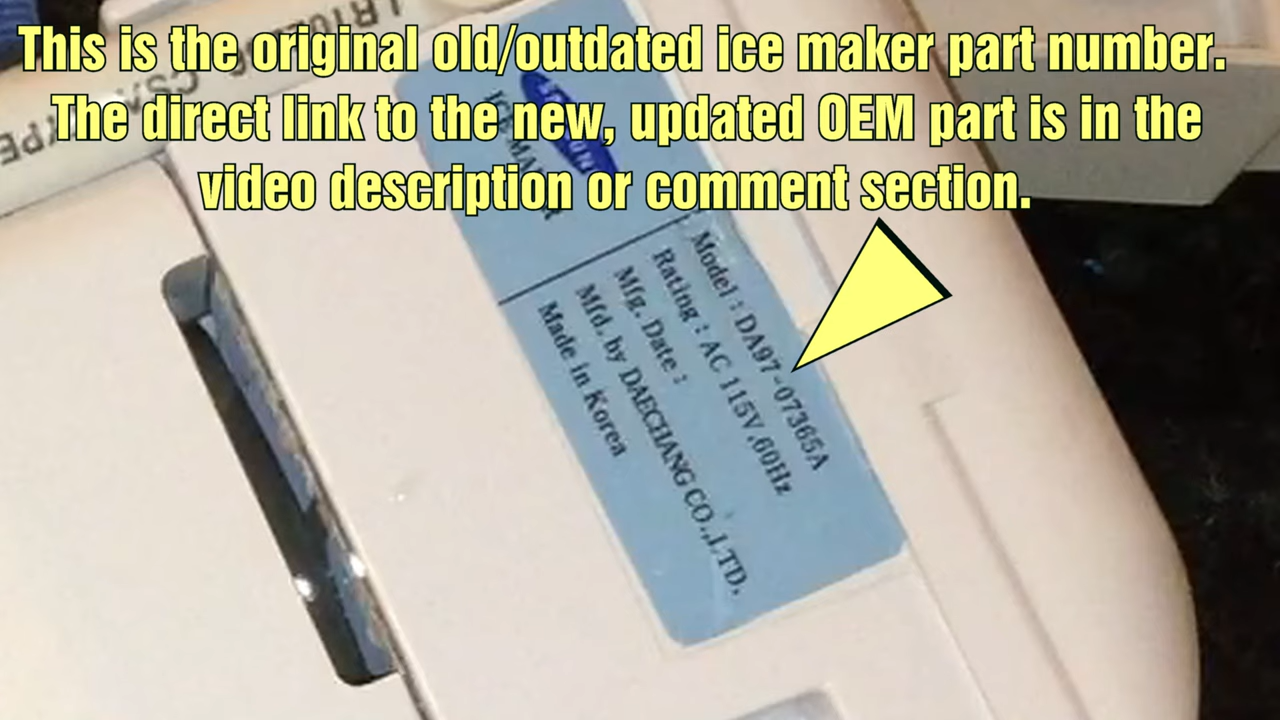 This is the original old/outdated ice maker part number.
The direct link to the new, updated OEM part is in the
video description or comment section.
Model : DA97-07365A
Rating : AC 115V,60Hz
Mfg. Date :
Mfd. by DAECHANG CO.,LTD.
Made in Korea